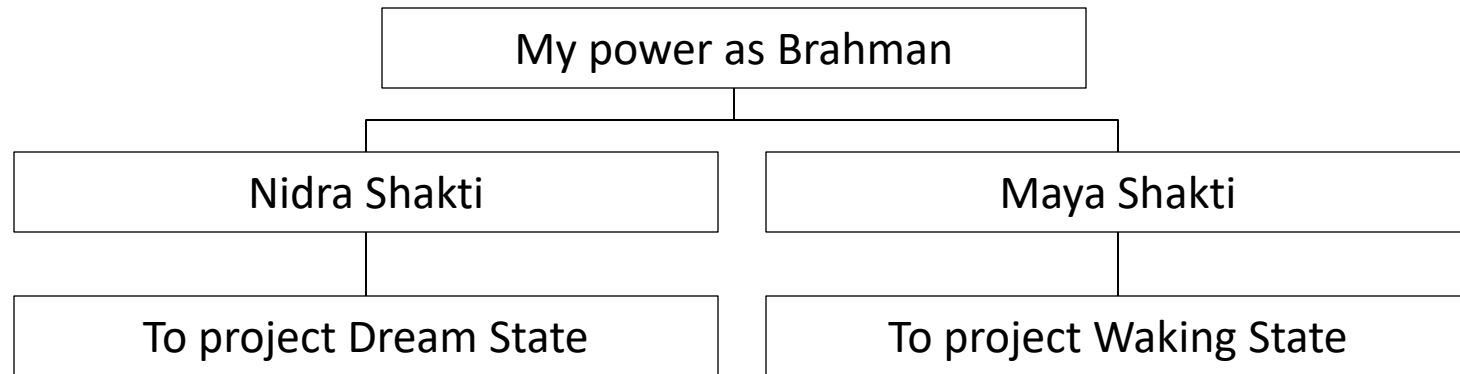 My power as Brahman
Nidra Shakti
Maya Shakti
To project Dream State
To project Waking State